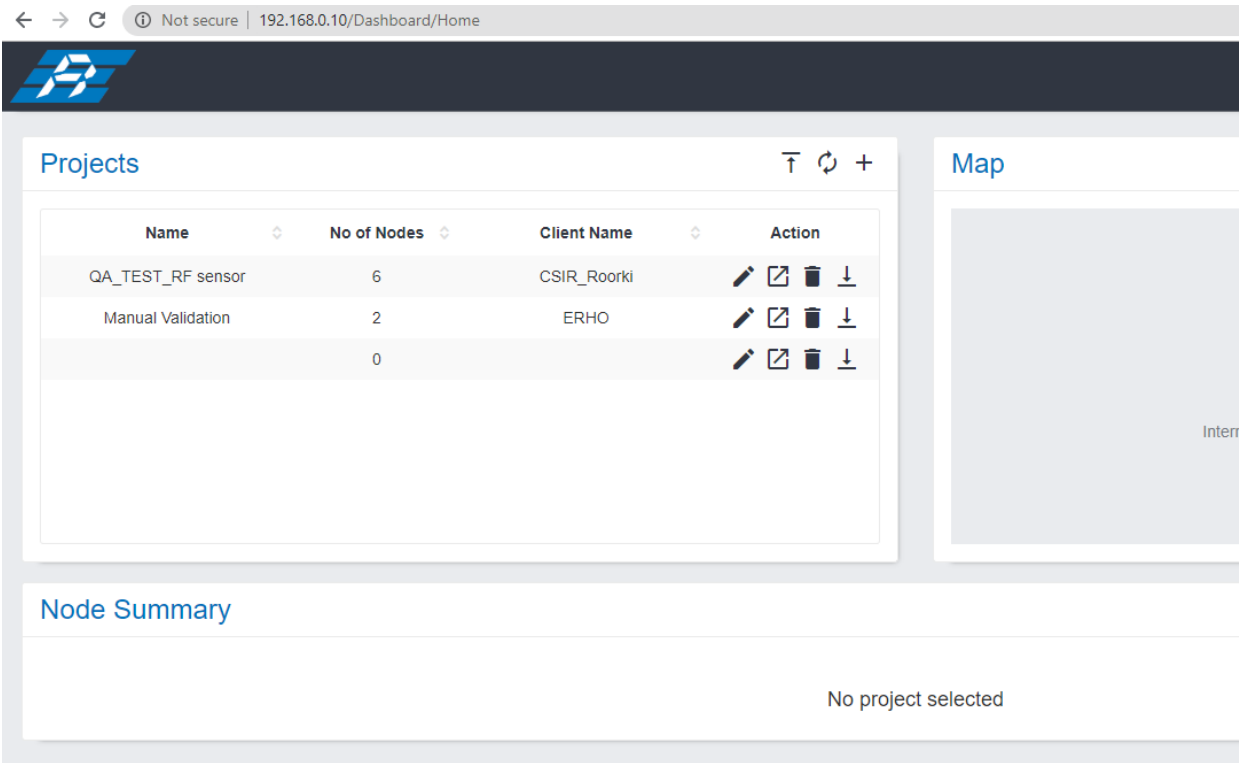 Not secure | 192.168.0.10/Dashboard/Home
Projects
Name No of Nodes Client Name Action
QA_TEST_RF sensor 6 CSIR_Roorki
Manual Validation 2 ERHO
0
Map
Node Summary
No project selected